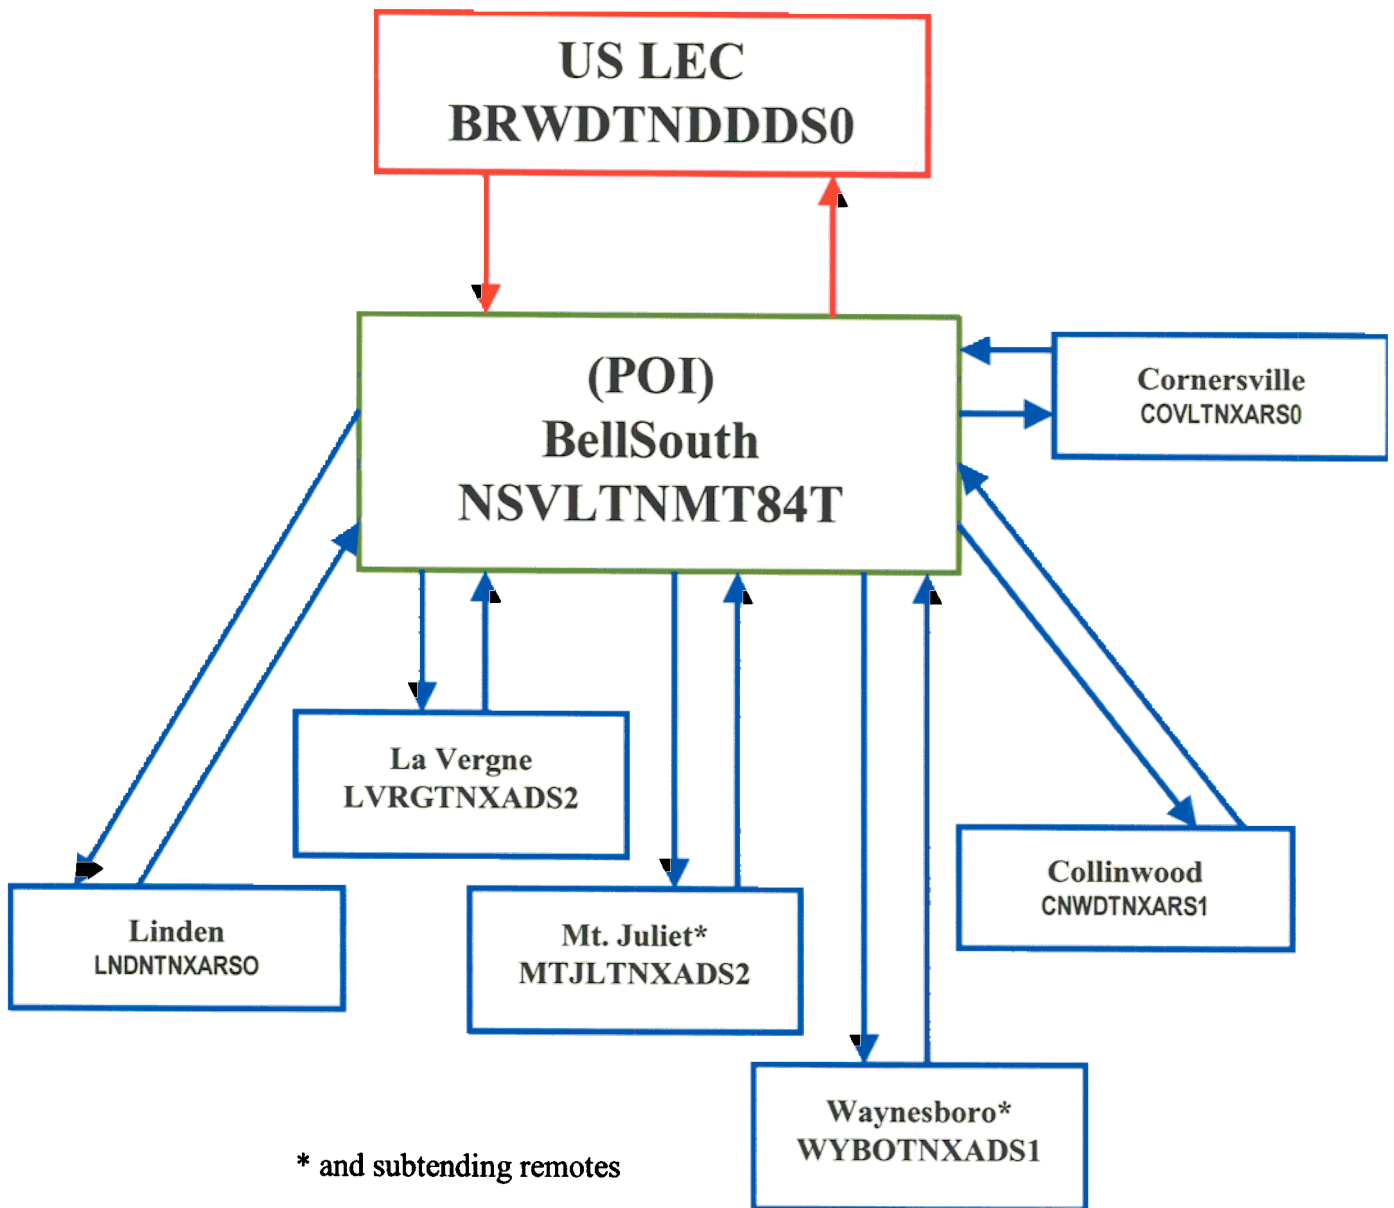 US LEC
BRWDTNDDDS0
(POI)
BellSouth
NSVLTNMT84T
Cornersville
COVLTNXARS0
La Vergne
LVRGTNXADS2
Collinwood
CNWDTNXARS1
Linden
LNDNTNXARSO
Mt. Juliet*
MTJLTNXADS2
Waynesboro*
WYBOTNXADS1
* and subtending remotes